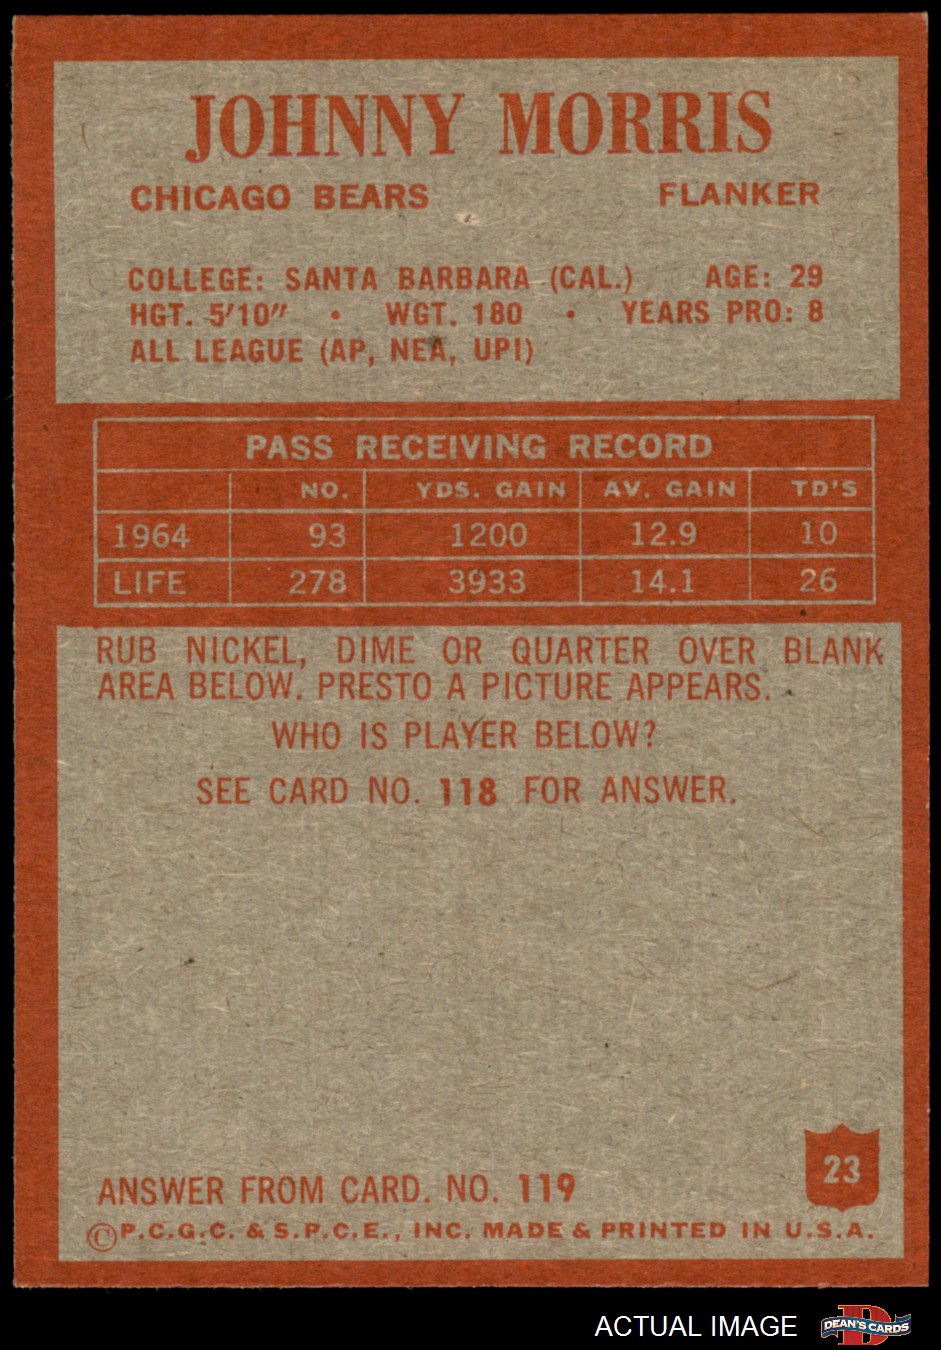 JOHNNY MORRIS
CHICAGO BEARS FLANKER
COLLEGE: SANTA BARBARA (CAL.) AGE: 29
HGT. 5'10" • WGT. 180 • YEARS PRO: 8
ALL LEAGUE (AP, NEA, UPI)
PASS RECEIVING RECORD
NO. YDS. GAIN AV. GAIN TD'S
1964 93 1200 12.9 10
LIFE 278 3933 14.1 26
RUB NICKEL, DIME OR QUARTER OVER BLANK
AREA BELOW. PRESTO A PICTURE APPEARS.
WHO IS PLAYER BELOW?
SEE CARD NO. 118 FOR ANSWER.
23
ANSWER FROM CARD. NO. 119
©P.C.G.C. & S.P.C.E., INC. MADE & PRINTED IN U.S.A.
ACTUAL IMAGE
D
DEAN'S CARDS